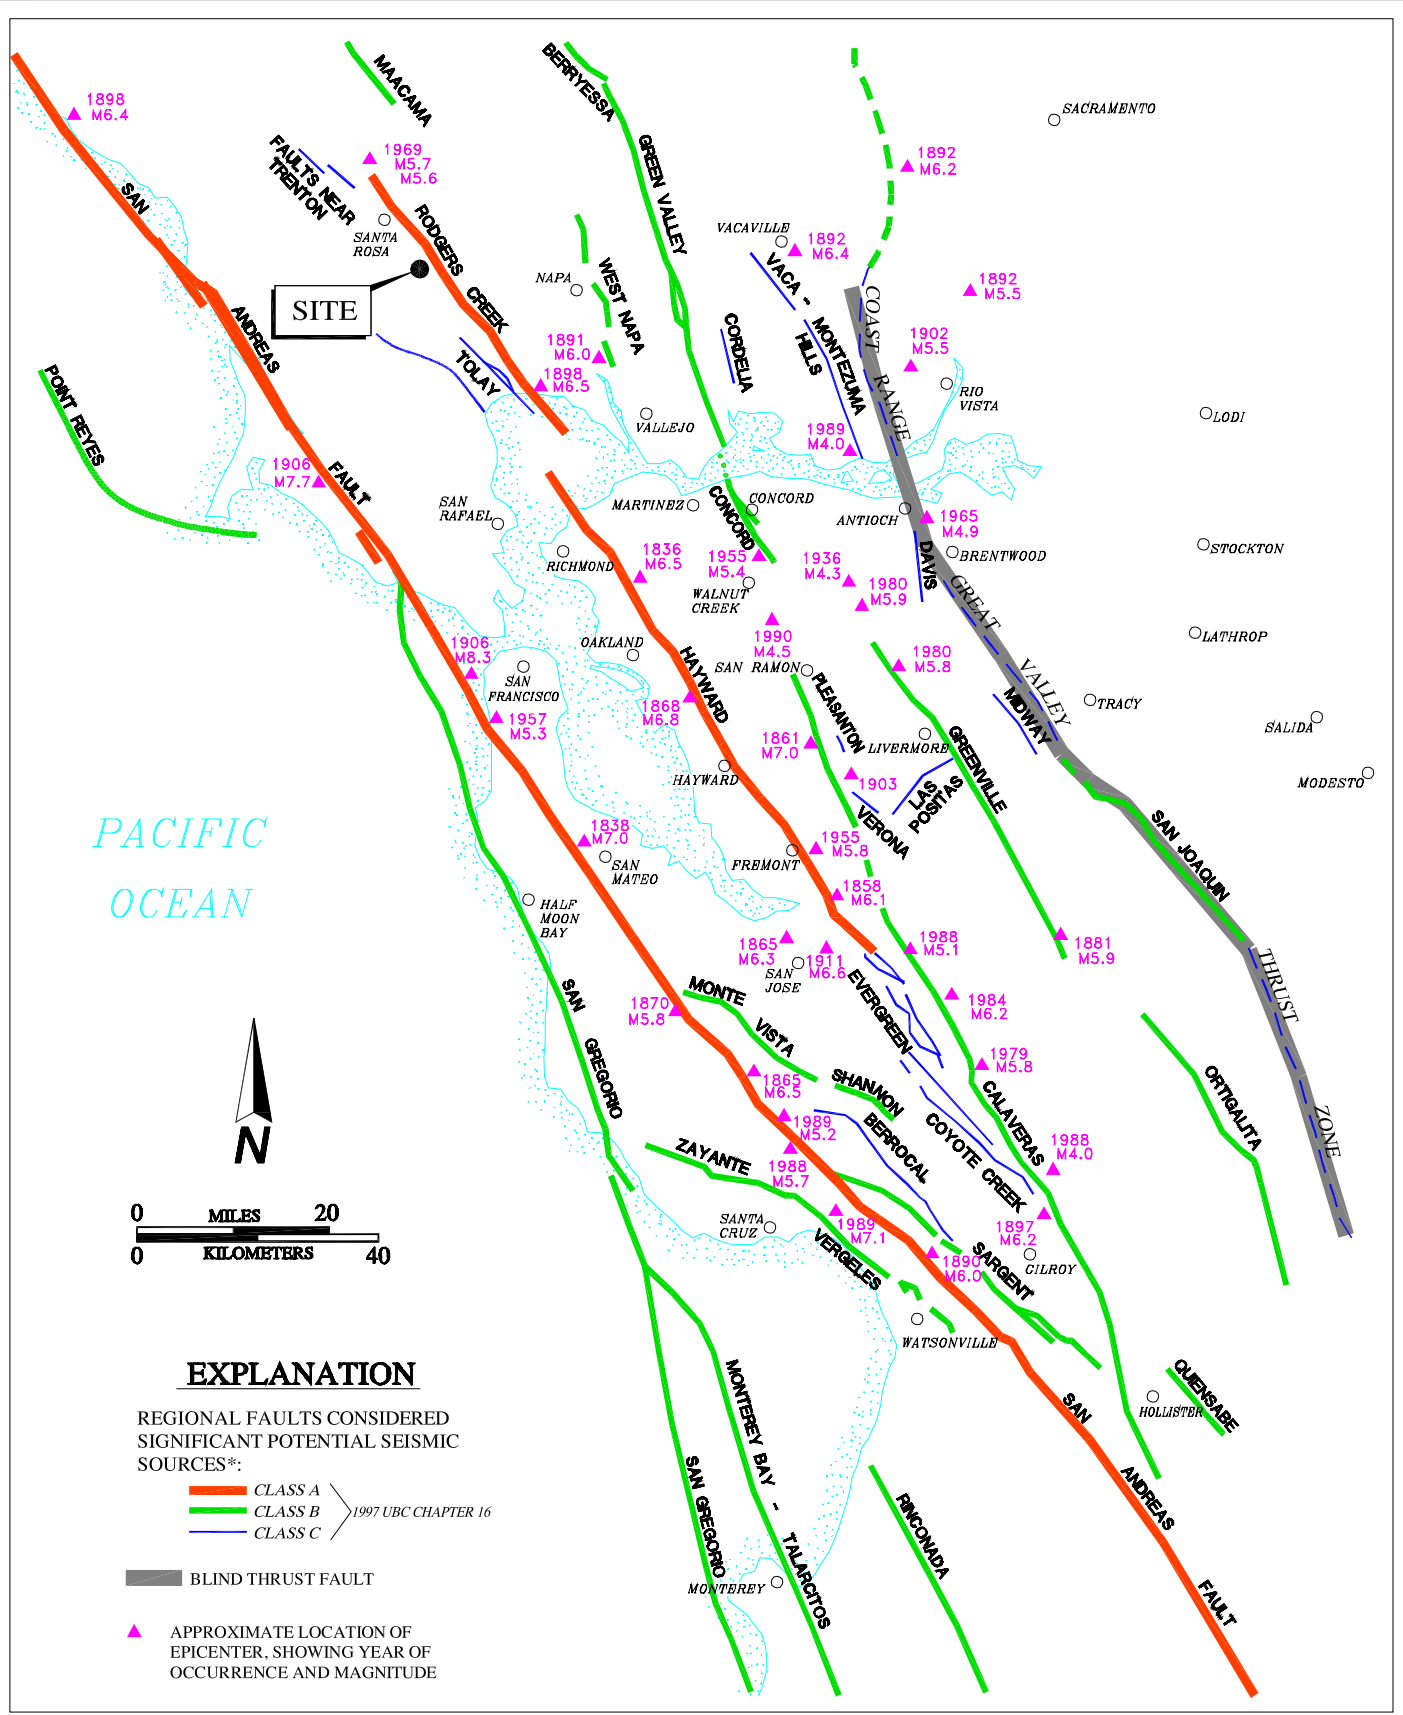 MAACAMA
BERRYESSA
1898
M6.4
SACRAMENTO
FAULTS NEAR
TRENTON
1969
M5.7
M5.6
GREEN VALLEY
1892
M6.2
SAN
SANTA
ROSA
RODGERS
CREEK
VACAVILLE
1892
M6.4
SITE
NAPA
WEST NAPA
VACA - MONTEZUMA
HILLS
1892
M5.5
COAST
RANGE
ANDREAS
CORDELIA
1891
M6.0
1902
M5.5
TOLAY
1898
M6.5
RIO
VISTA
POINT REYES
VALLEJO
LODI
1989
M4.0
1906
M7.7
FAULT
SAN
RAFAEL
MARTINEZ
CONCORD
CONCORD
ANTIOCH
1965
M4.9
STOCKTON
RICHMOND
1836
M6.5
1955
M5.4
1936
M4.3
DAVIS
BRENTWOOD
WALNUT
CREEK
1980
M5.9
GREAT
VALLEY
LATHROP
1906
M8.3
OAKLAND
1990
M4.5
SAN RAMON
1980
M5.8
SAN
FRANCISCO
HAYWARD
PLEASANTON
MIDWAY
TRACY
1868
M6.8
1957
M5.3
1861
M7.0
LIVERMORE
GREENVILLE
SALIDA
HAYWARD
1903
LAS
POSITAS
MODESTO
VERONA
PACIFIC
OCEAN
1838
M7.0
SAN
MATEO
FREMONT
1955
M5.8
SAN JOAQUIN
1858
M6.1
HALF
MOON
BAY
1865
M6.3
1911
M6.6
SAN
JOSE
1988
M5.1
1881
M5.9
THRUST
ZONE
SAN
GREGORIO
1870
M5.8
MONTE
VISTA
EVERGREEN
1984
M6.2
1979
M5.8
1865
M6.5
SHANNON
CALAVERAS
ORTIGALITA
1989
M5.2
BERROCAL
COYOTE CREEK
N
ZAYANTE
1988
M5.7
1988
M4.0
0 MILES 20
0 KILOMETERS 40
SANTA
CRUZ
1989
M7.1
1897
M6.2
VERGELES
1890
M6.0
SARGENT
GILROY
WATSONVILLE
EXPLANATION
REGIONAL FAULTS CONSIDERED
SIGNIFICANT POTENTIAL SEISMIC
SOURCES*:
CLASS A
CLASS B
CLASS C
1997 UBC CHAPTER 16
BLIND THRUST FAULT
APPROXIMATE LOCATION OF
EPICENTER, SHOWING YEAR OF
OCCURRENCE AND MAGNITUDE
MONTEREY BAY - TALARCITOS
SAN
ANDREAS
FAULT
HOLLISTER
QUIENSABE
SAN GREGORIO
RINCONADA
MONTEREY